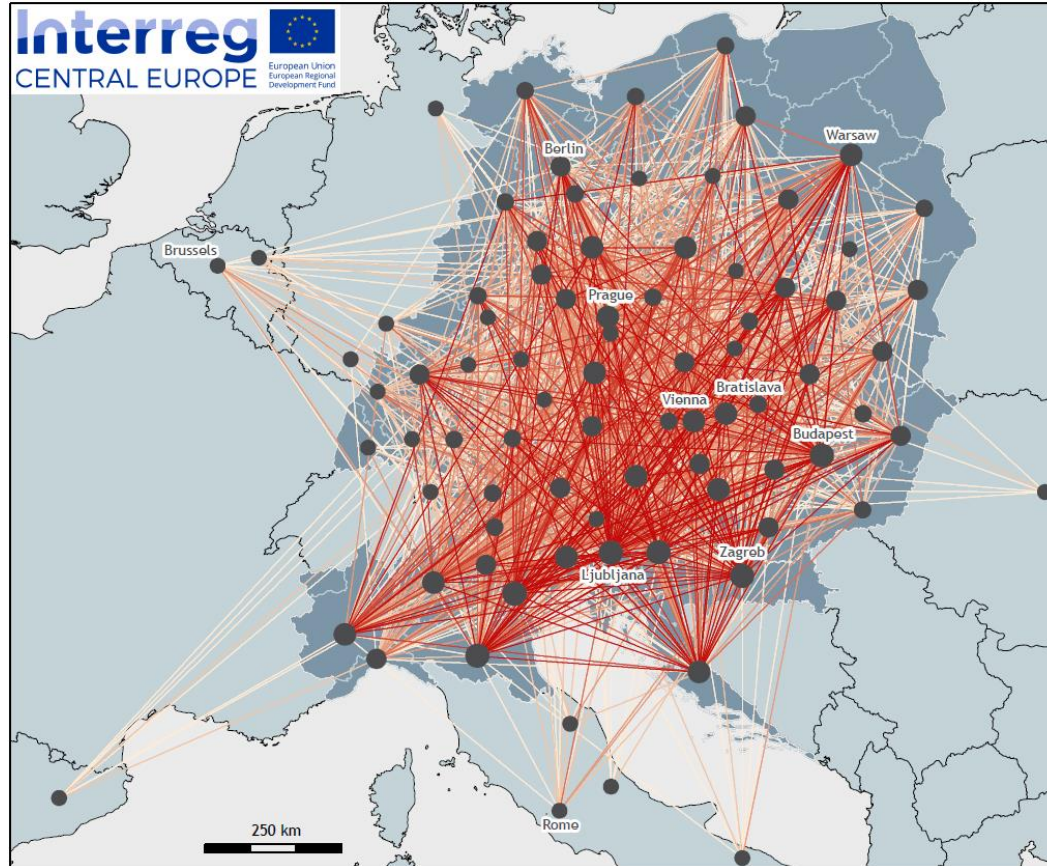 Interreg
CENTRAL EUROPE
European Union
European Regional
Development Fund
Warsaw
Berlin
Brussels
Prague
Bratislava
Vienna
Budapest
Zagreb
Ljubljana
250 km
Rome